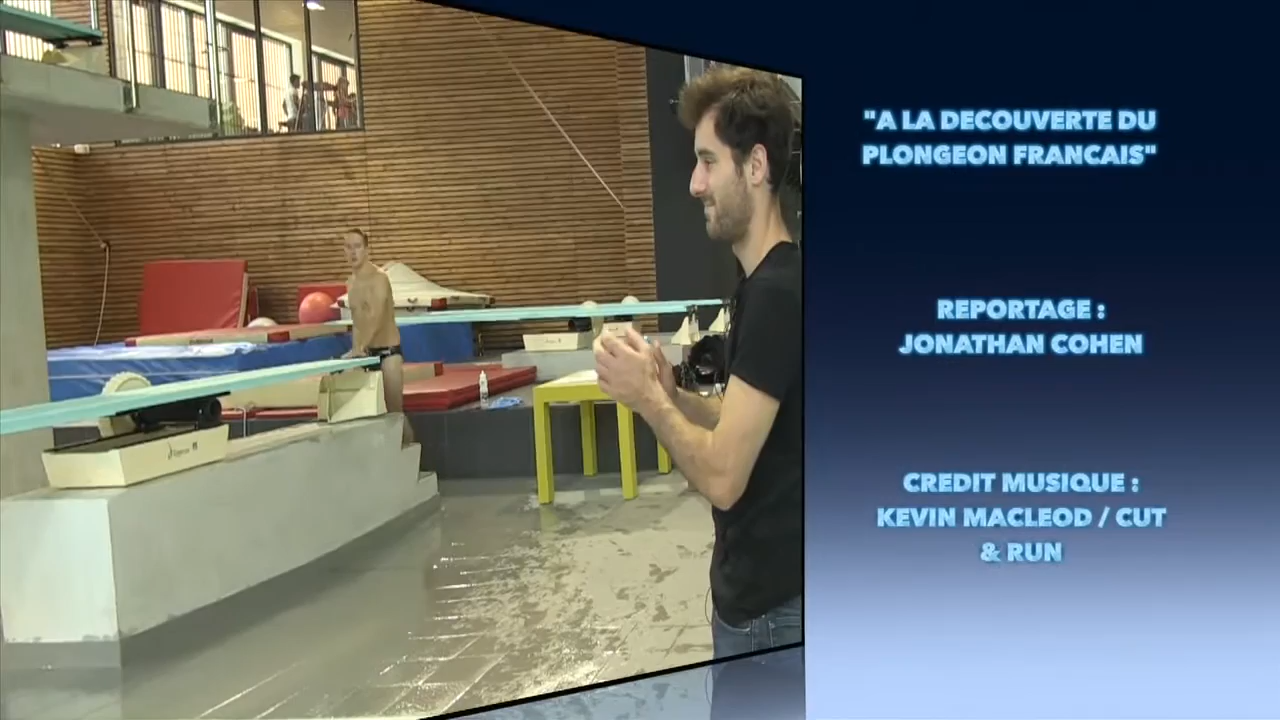 "A LA DECOUVERTE DU
PLONGEON FRANCAIS"
REPORTAGE :
JONATHAN COHEN
CREDIT MUSIQUE :
KEVIN MACLEOD / CUT
& RUN